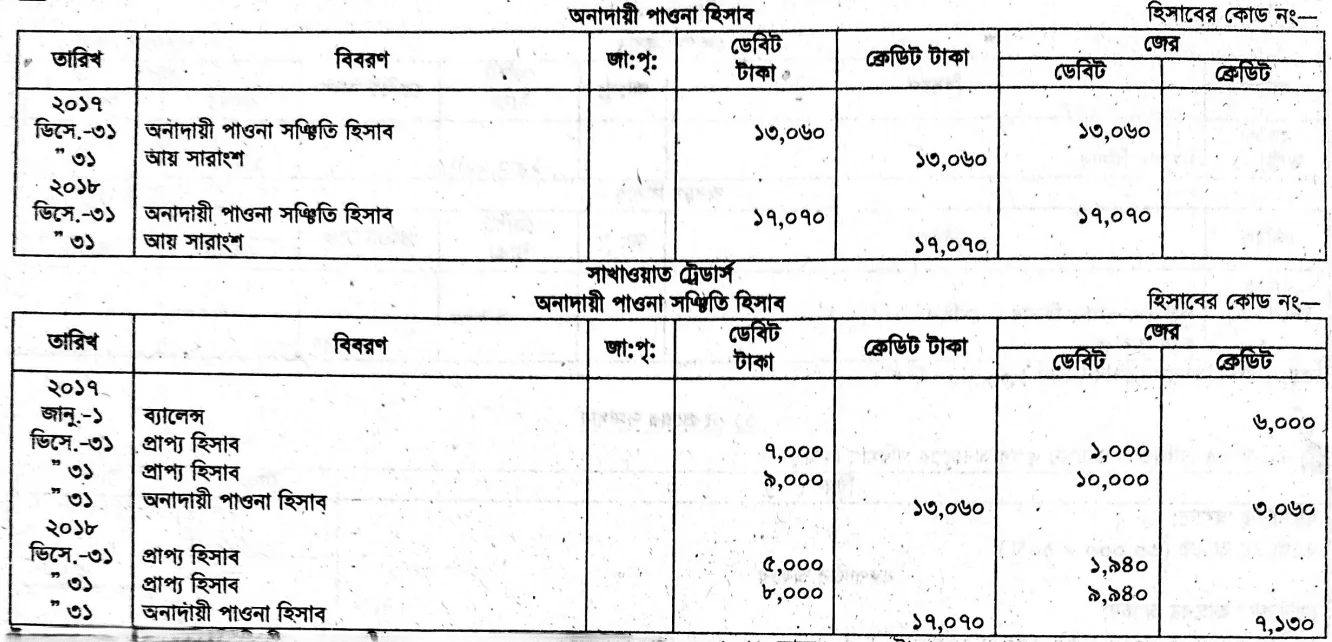 অনাদায়ী পাওনা হিসাব হিসাবের কোড নং—
তারিখ বিবরণ জা:পৃ: ডেবিট টাকা ক্রেডিট টাকা জের
ডেবিট ক্রেডিট
২০১৭
ডিসে.-৩১ অনাদায়ী পাওনা সঞ্চিতি হিসাব ১৩,০৬০ ১৩,০৬০
" ৩১ আয় সারাংশ ১৩,০৬০
২০১৮
ডিসে.-৩১ অনাদায়ী পাওনা সঞ্চিতি হিসাব ১৭,০৭০ ১৭,০৭০
" ৩১ আয় সারাংশ ১৭,০৭০
সাখাওয়াত ট্রেডার্স
অনাদায়ী পাওনা সঞ্চিতি হিসাব হিসাবের কোড নং—
তারিখ বিবরণ জা:পৃ: ডেবিট টাকা ক্রেডিট টাকা জের
ডেবিট ক্রেডিট
২০১৭
জানু.-১ ব্যালেন্স ৬,০০০
ডিসে.-৩১ প্রাপ্য হিসাব ৭,০০০ ১,০০০
" ৩১ প্রাপ্য হিসাব ৯,০০০ ১০,০০০
" ৩১ অনাদায়ী পাওনা হিসাব ১৩,০৬০ ৩,০৬০
২০১৮
ডিসে.-৩১ প্রাপ্য হিসাব ৫,০০০ ১,৯৪০
" ৩১ প্রাপ্য হিসাব ৮,০০০ ৯,৯৪০
" ৩১ অনাদায়ী পাওনা হিসাব ১৭,০৭০ ৭,১৩০